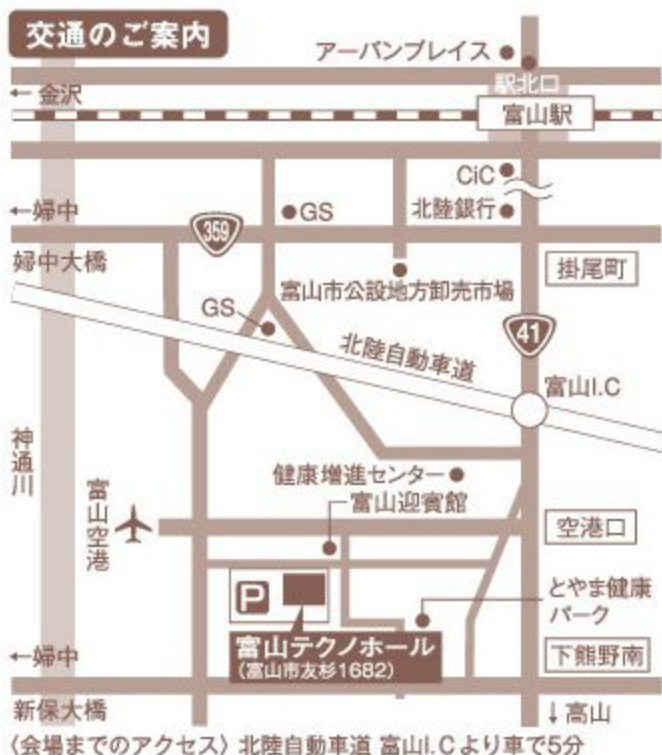 交通のご案内
アーバンプレイス
←金沢
駅北口
富山駅
CiC
←婦中
GS
北陸銀行
359
婦中大橋
掛尾町
富山市公設地方卸売市場
GS
北陸自動車道
41
富山I.C
神通川
健康増進センター
富山空港
富山迎賓館
空港口
P
とやま健康
パーク
富山テクノホール
(富山市友杉1682)
←婦中
下熊野南
新保大橋
↓高山
〈会場までのアクセス〉北陸自動車道 富山I.Cより車で5分